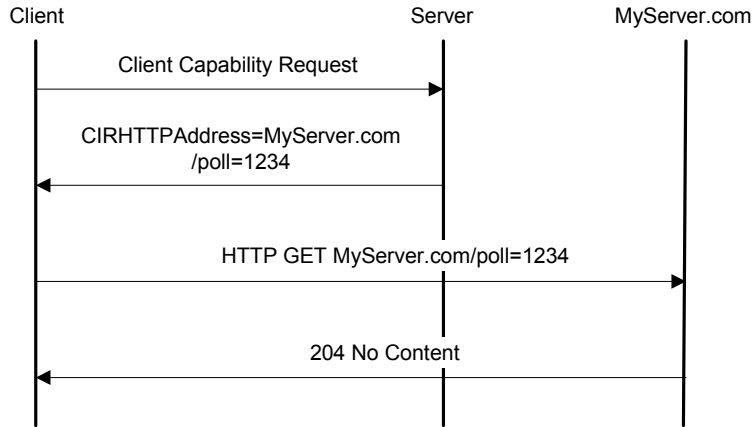 Client
Server
MyServer.com
Client Capability Request
CIRHTTPAddress=MyServer.com
/poll=1234
HTTP GET MyServer.com/poll=1234
204 No Content